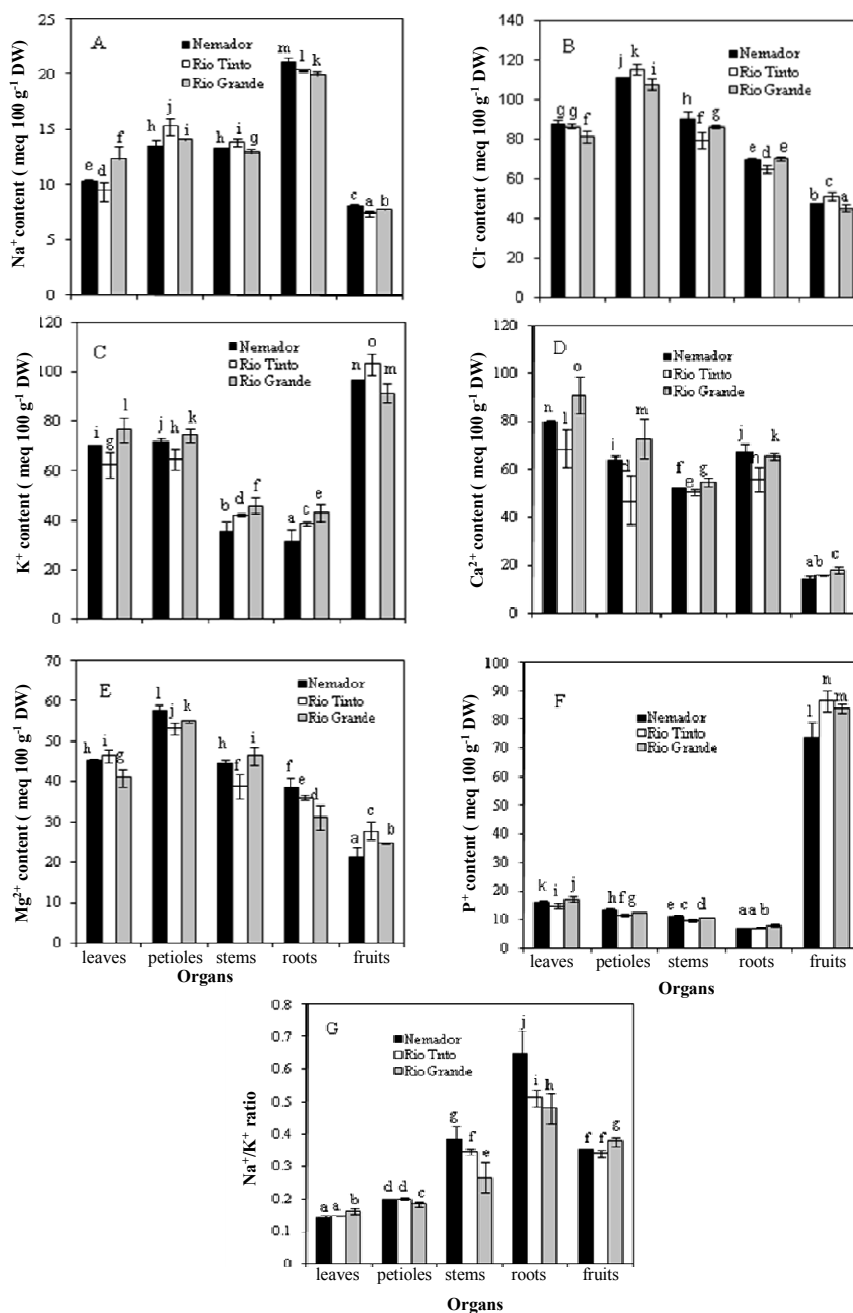 A
Nemador
Rio Tinto
Rio Grande
Na⁺ content ( meq 100 g⁻¹ DW)
25
20
15
13
10
5
0
e d f
h j i
h i g
m l k
c a b
B
Nemador
Rio Tinto
Rio Grande
Cl⁻ content ( meq 100 g⁻¹ DW)
140
120
100
80
60
40
20
0
g g f
j k i
h f g
e d e
b c a
C
Nemador
Rio Tinto
Rio Grande
K⁺ content ( meq 100 g⁻¹ DW)
120
100
80
60
40
20
0
i g l
j h k
b d f
a c e
n o m
D
Nemador
Rio Tinto
Rio Grande
Ca²⁺ content ( meq 100 g⁻¹ DW)
120
100
80
60
40
20
0
n l o
i d m
f e g
j h k
a b c
E
Nemador
Rio Tinto
Rio Grande
Mg²⁺ content ( meq 100 g⁻¹ DW)
70
60
50
40
30
20
10
0
h i g
l j k
h f i
f e d
a c b
leaves petioles stems roots fruits
Organs
F
Nemador
Rio Tinto
Rio Grande
P⁺ content ( meq 100 g⁻¹ DW)
100
90
80
70
60
50
40
30
20
10
0
k i j
h f g
e c d
a a b
l n m
leaves petioles stems roots fruits
Organs
G
Nemador
Rio Tnto
Rio Grande
Na⁺/K⁺ ratio
0.8
0.7
0.6
0.5
0.4
0.3
0.2
0.1
0
a a b
d d c
g f e
j i h
f f g
leaves petioles stems roots fruits
Organs